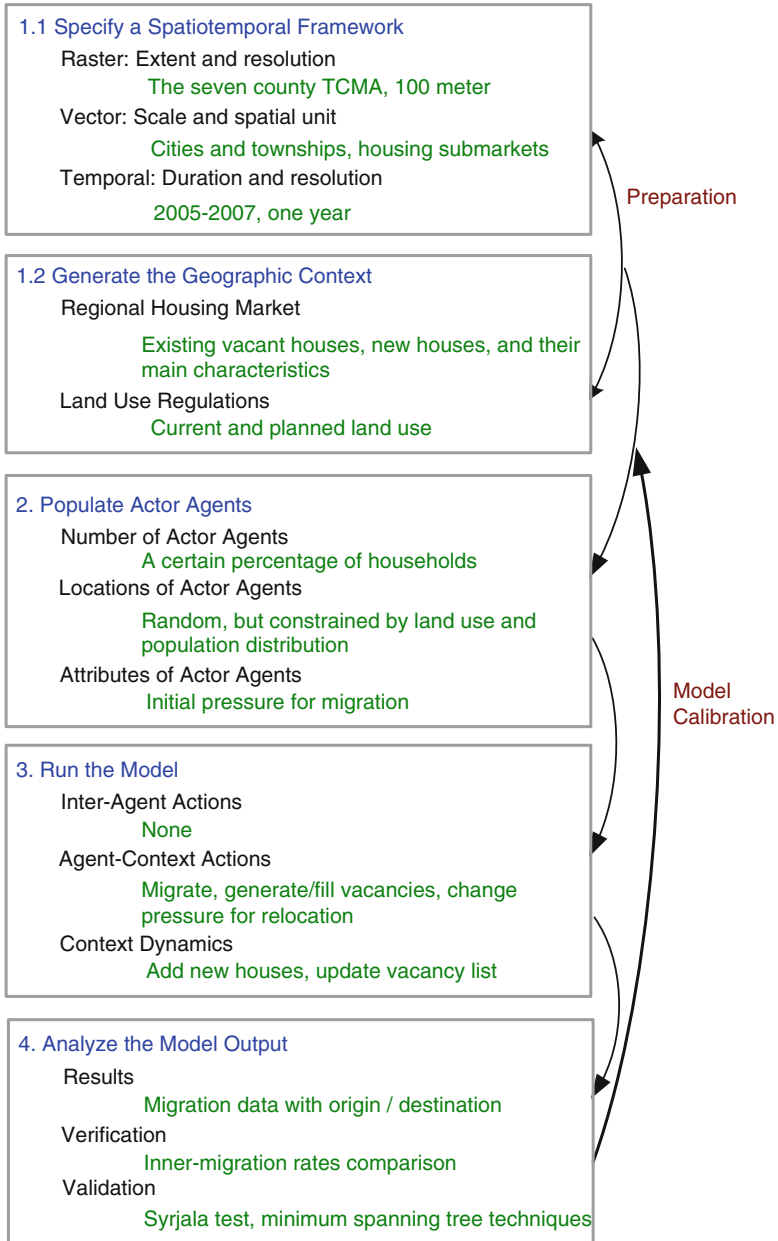 1.1 Specify a Spatiotemporal Framework
Raster: Extent and resolution
The seven county TCMA, 100 meter
Vector: Scale and spatial unit
Cities and townships, housing submarkets
Temporal: Duration and resolution
2005-2007, one year
Preparation
1.2 Generate the Geographic Context
Regional Housing Market
Existing vacant houses, new houses, and their
main characteristics
Land Use Regulations
Current and planned land use
2. Populate Actor Agents
Number of Actor Agents
A certain percentage of households
Locations of Actor Agents
Random, but constrained by land use and
population distribution
Attributes of Actor Agents
Initial pressure for migration
Model
Calibration
3. Run the Model
Inter-Agent Actions
None
Agent-Context Actions
Migrate, generate/fill vacancies, change
pressure for relocation
Context Dynamics
Add new houses, update vacancy list
4. Analyze the Model Output
Results
Migration data with origin / destination
Verification
Inner-migration rates comparison
Validation
Syrjala test, minimum spanning tree techniques